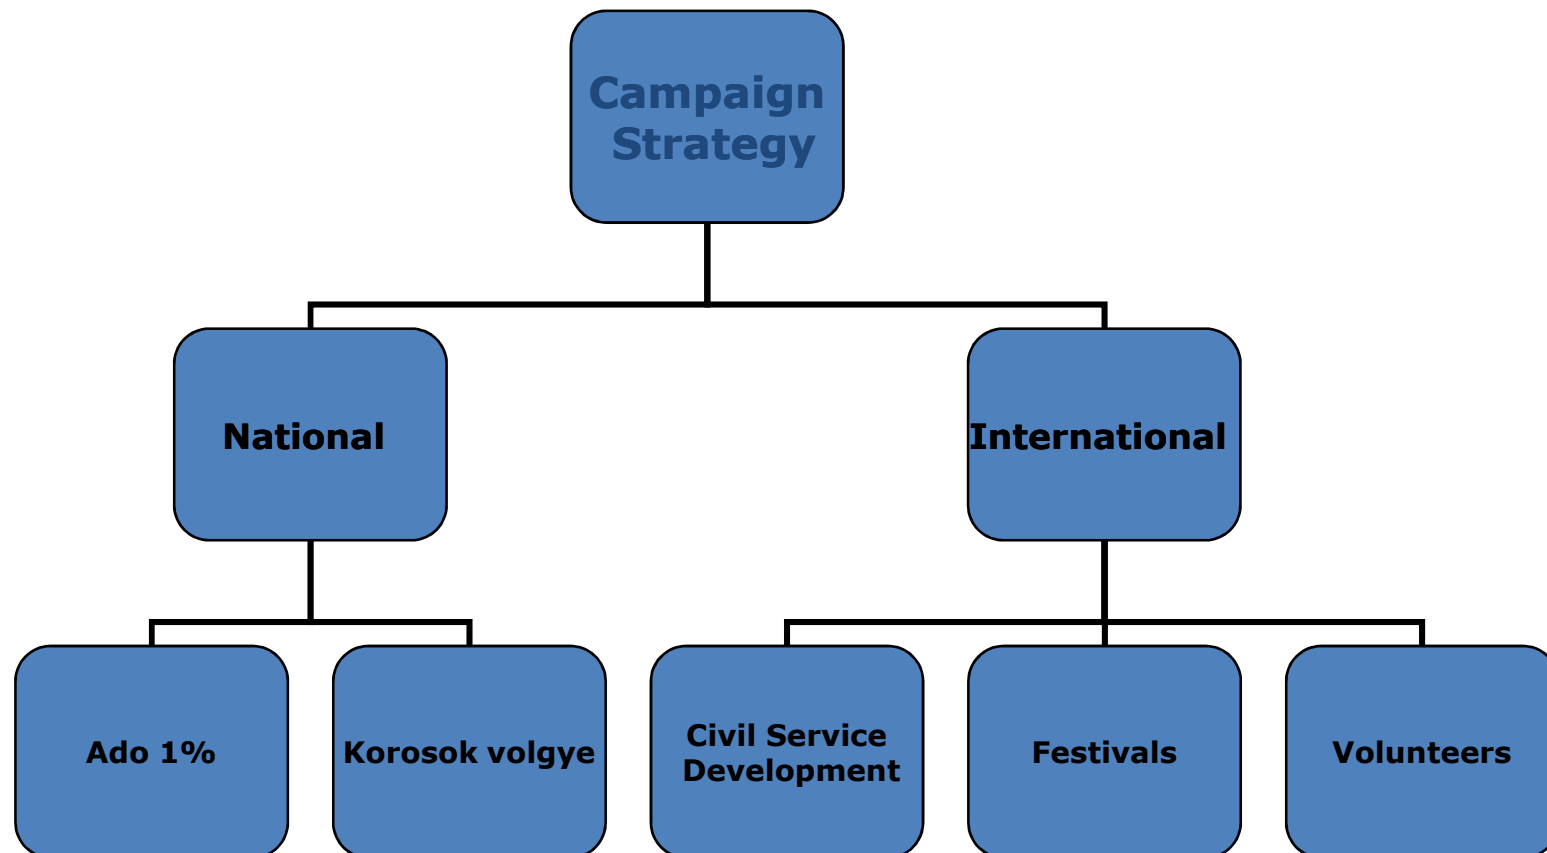 Campaign
Strategy
National
International
Ado 1%
Korosok volgye
Civil Service
Development
Festivals
Volunteers